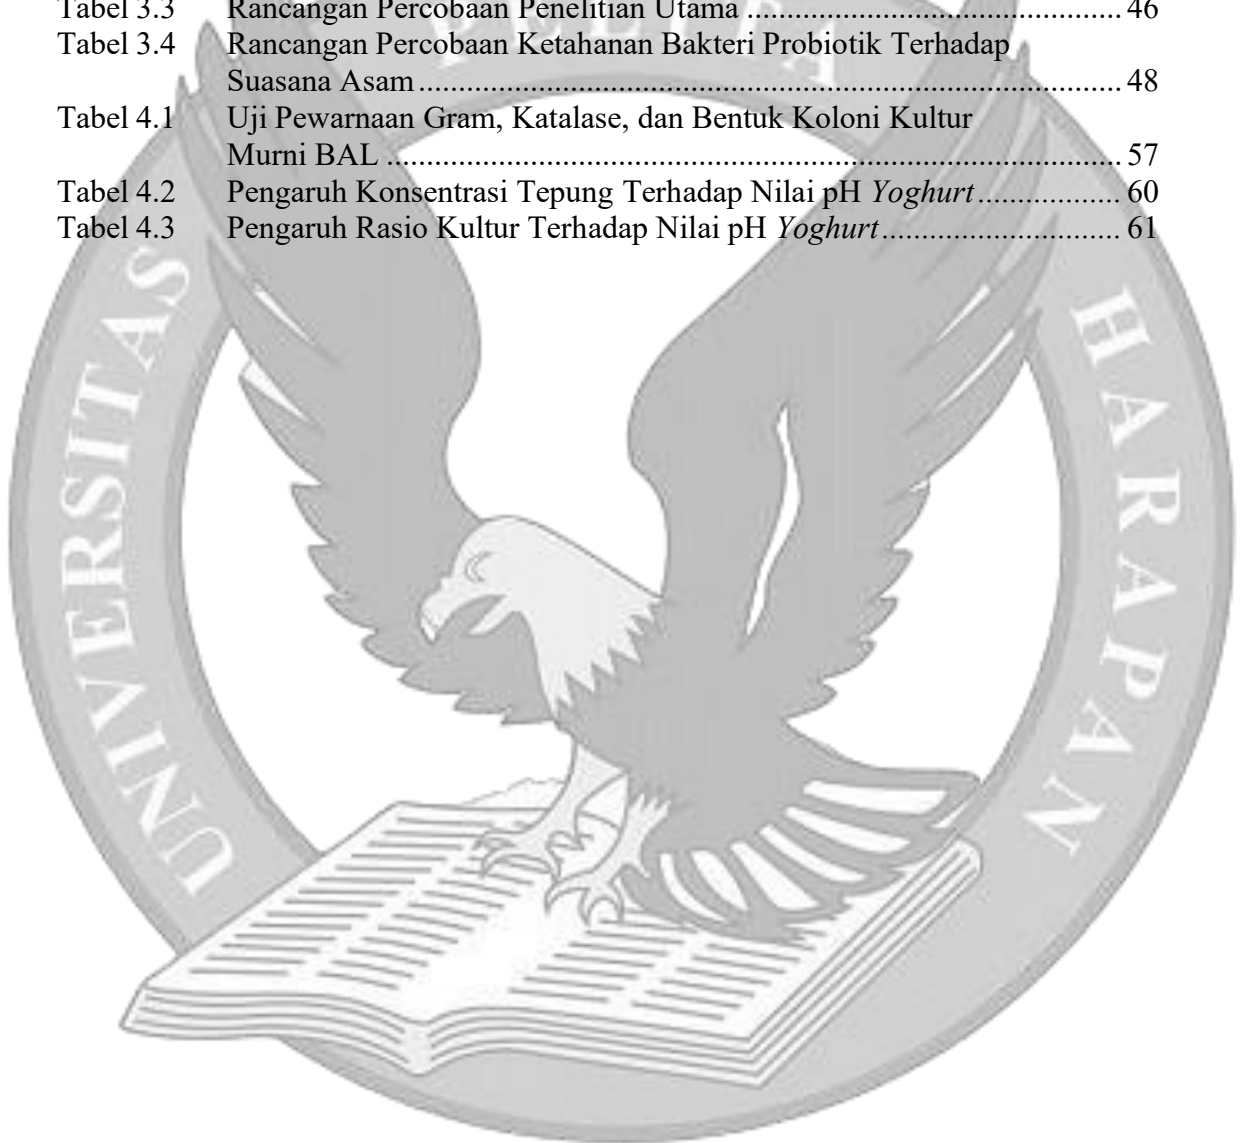 Tabel 3.3 Rancangan Percobaan Penelitian Utama ........................................... 46
Tabel 3.4 Rancangan Percobaan Ketahanan Bakteri Probiotik Terhadap
Suasana Asam ........................................................................................ 48
Tabel 4.1 Uji Pewarnaan Gram, Katalase, dan Bentuk Koloni Kultur
Murni BAL ............................................................................................ 57
Tabel 4.2 Pengaruh Konsentrasi Tepung Terhadap Nilai pH Yoghurt .................. 60
Tabel 4.3 Pengaruh Rasio Kultur Terhadap Nilai pH Yoghurt .............................. 61
UNIVERSITAS
PELITA
HARAPAN